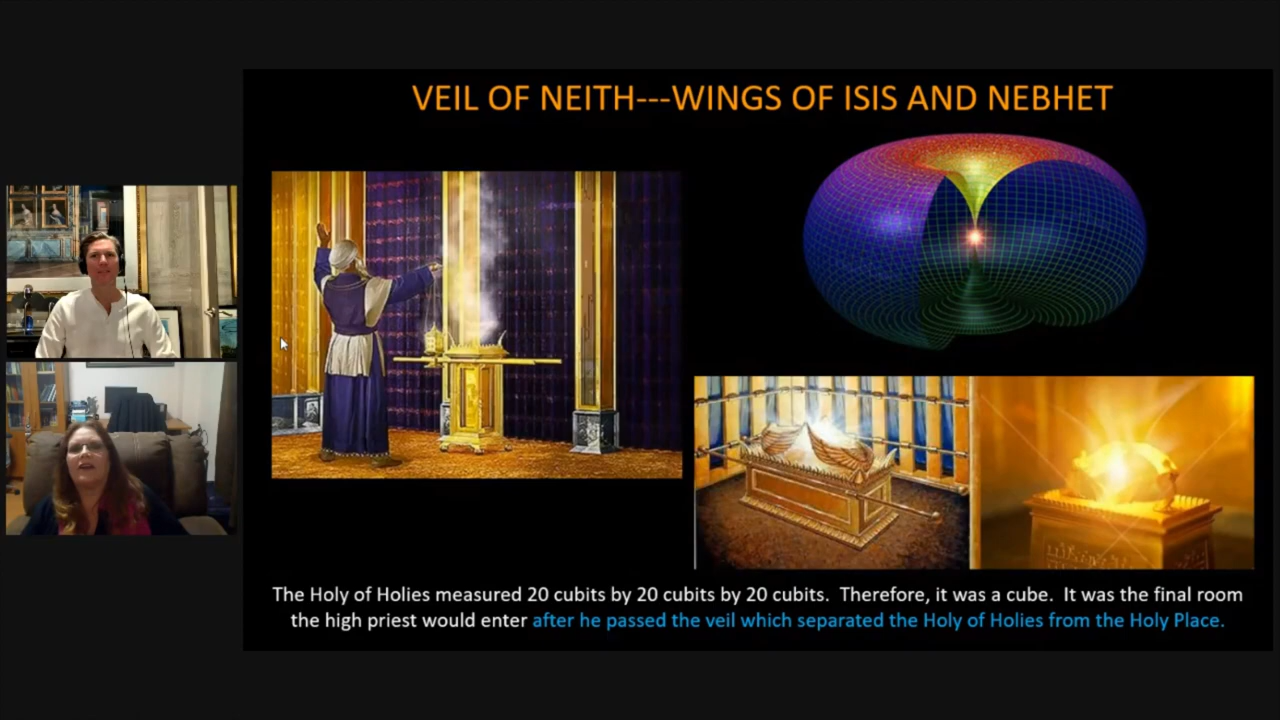 VEIL OF NEITH---WINGS OF ISIS AND NEBHET
The Holy of Holies measured 20 cubits by 20 cubits by 20 cubits.  Therefore, it was a cube.  It was the final room
the high priest would enter after he passed the veil which separated the Holy of Holies from the Holy Place.